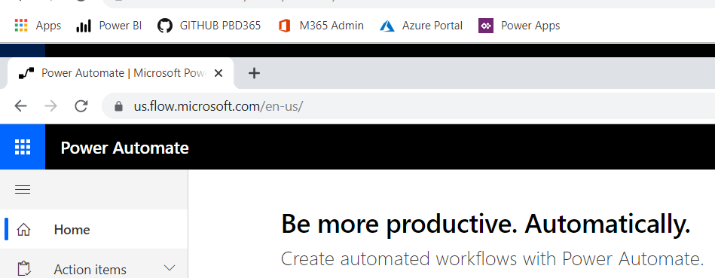 Apps Power BI GITHUB PBD365 M365 Admin Azure Portal Power Apps
Power Automate | Microsoft Pow
us.flow.microsoft.com/en-us/
Power Automate
Home
Be more productive. Automatically.
Create automated workflows with Power Automate.
Action items